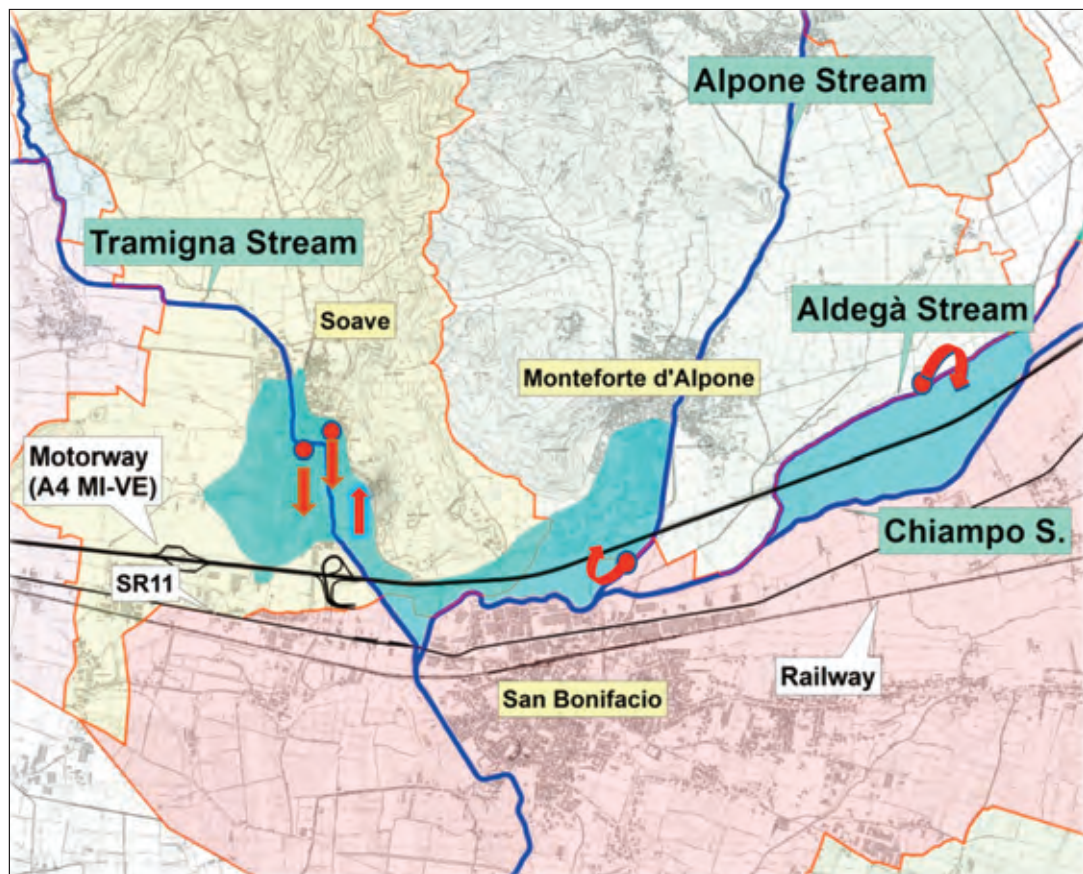 Alpone Stream
Tramigna Stream
Soave
Aldegà Stream
Monteforte d'Alpone
Motorway
(A4 MI-VE)
Chiampo S.
SR11
Railway
San Bonifacio